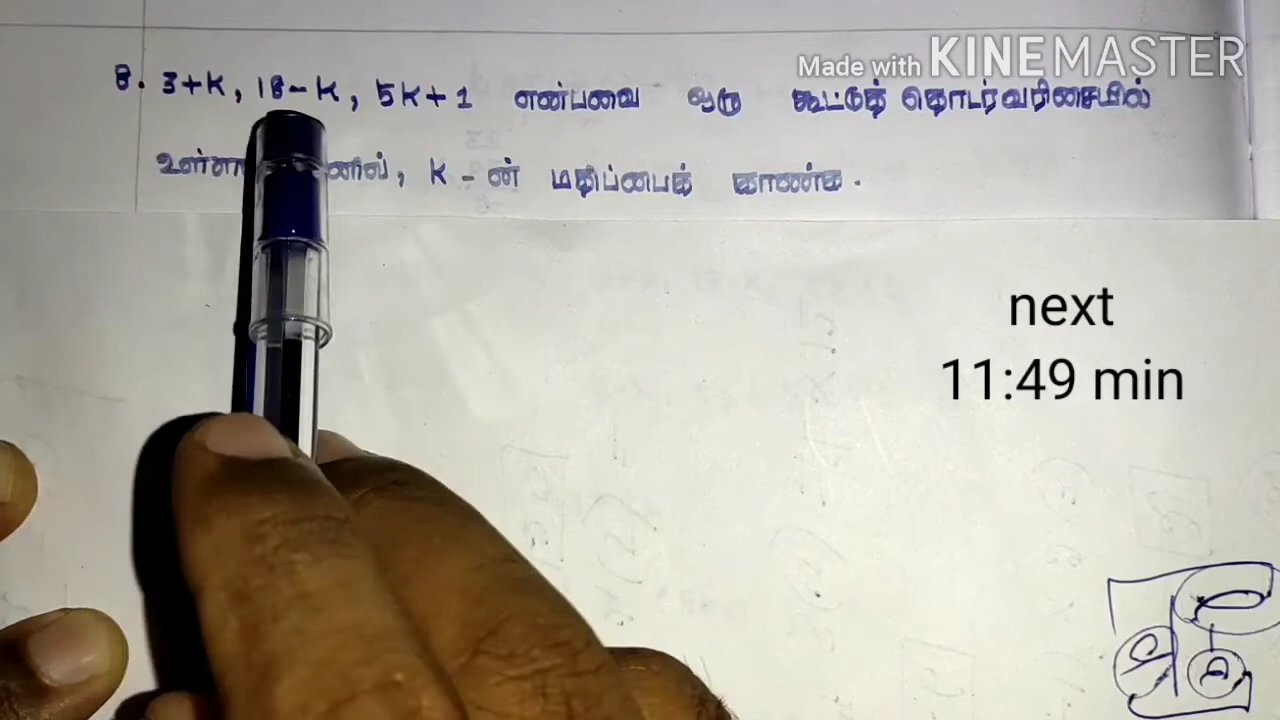 Made with KINEMASTER
8. 3+K, 18-K, 5K+1 என்பவை ஒரு கூட்டுத் தொடர்வரிசையில்
K-ன் மதிப்பைக் காண்க.
next
11:49 min